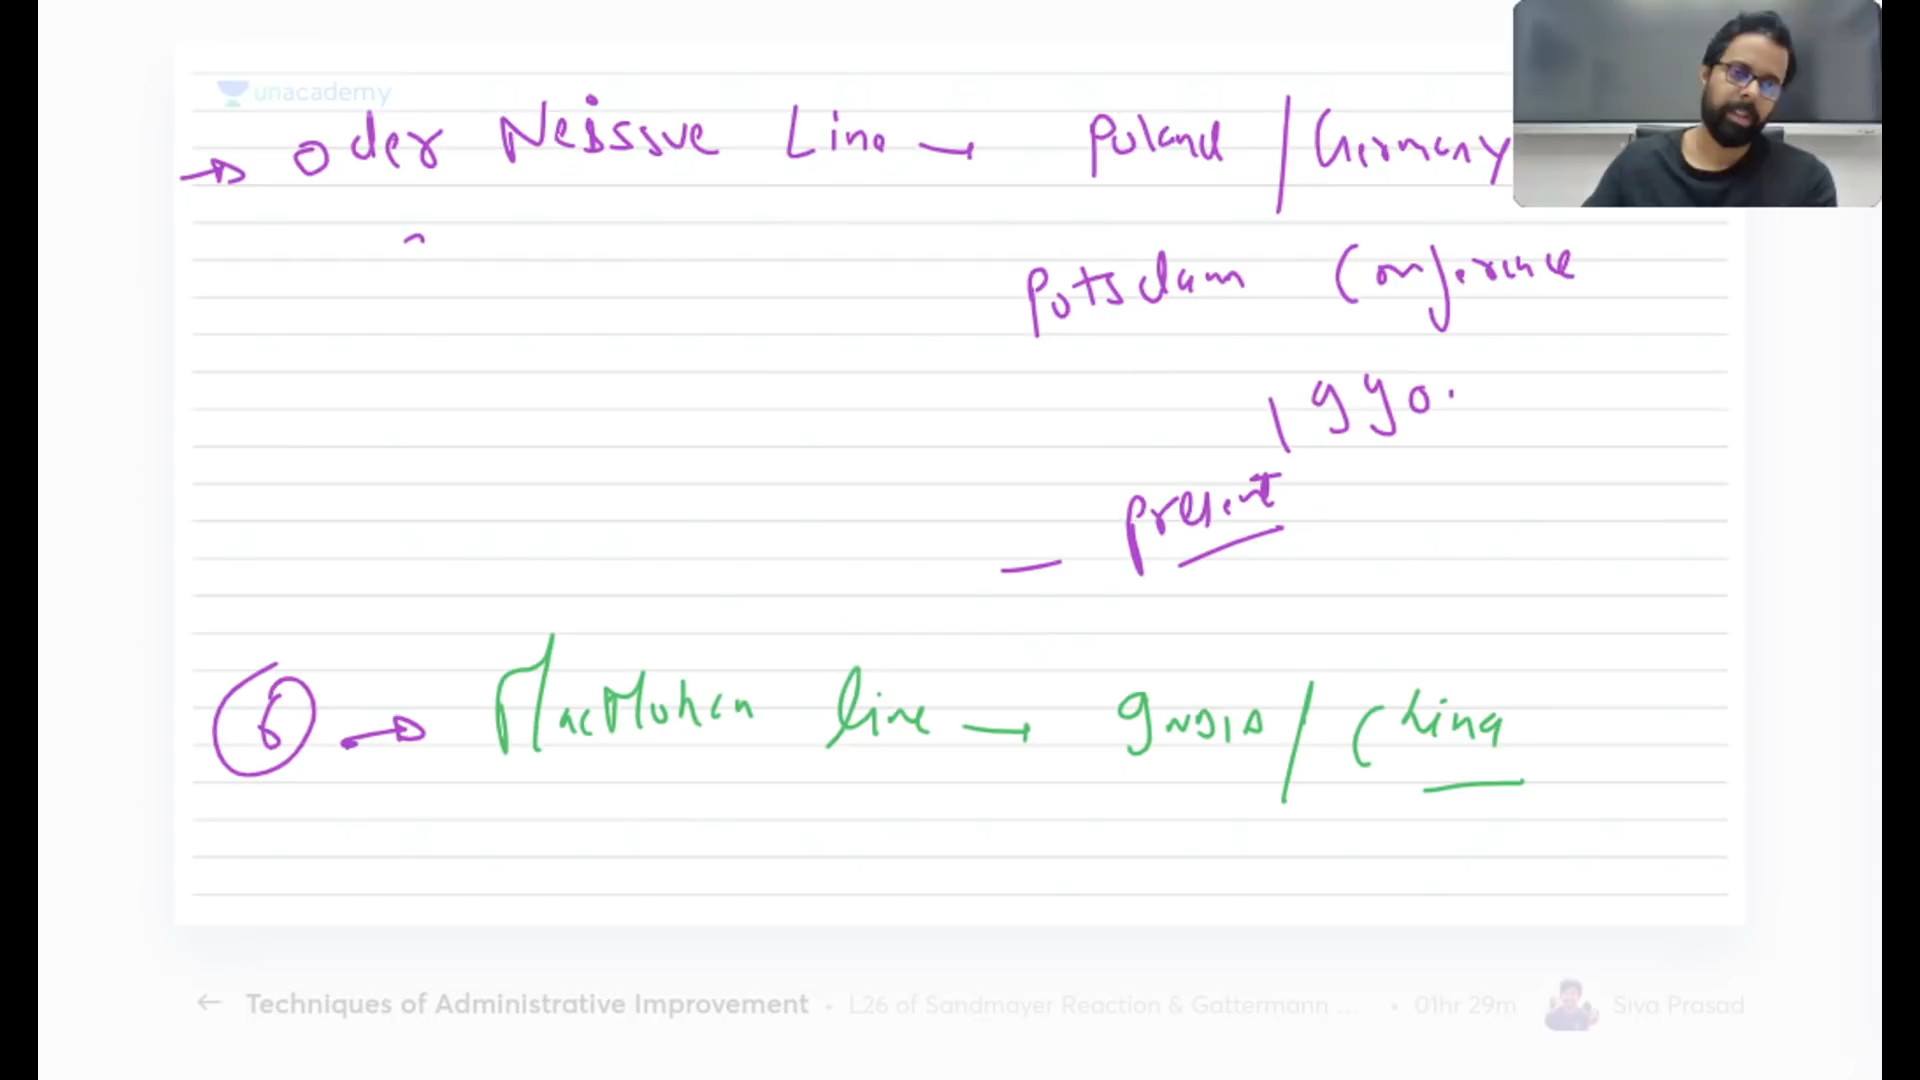 unacademy
→ Oder Neissve Line → Poland / Germany
Potsdam Conference
1990.
— present
6 → MacMohan line → INDIA / China
← Techniques of Administrative Improvement • L26 of Sandmayer Reaction & Gattermann ... • 01hr 29m Siva Prasad